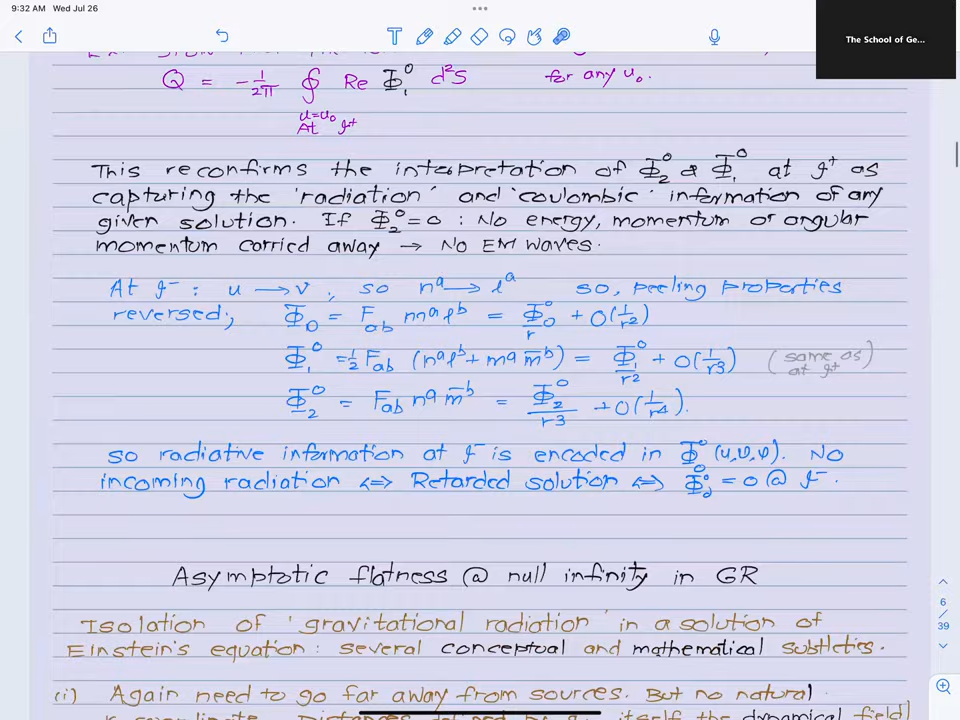 9:32 AM Wed Jul 26
The School of Ge...
Q = -1/2π ∮ Re Φ₁⁰ d²S for any u₀.
u=u₀
At 𝓘⁺
This reconfirms the interpretation of Φ₂⁰ & Φ₁⁰ at 𝓘⁺ as
capturing the 'radiation' and 'coulombic' information of any
given solution. If Φ₂⁰ = 0 : No energy, momentum or angular
momentum carried away → No EM waves.
At 𝓘⁻ : u → v, so nᵃ → lᵃ so, peeling properties
reversed; Φ₀ = F_ab mᵃ lᵇ = Φ₀⁰/r + O(1/r²)
Φ₁⁰ = ½ F_ab (nᵃlᵇ + mᵃ m̄ᵇ) = Φ₁⁰/r² + O(1/r³) (same as at 𝓘⁺)
Φ₂⁰ = F_ab nᵃ m̄ᵇ = Φ₂⁰/r³ + O(1/r⁴).
so radiative information at 𝓘⁻ is encoded in Φ₀⁰ (u,υ,φ). No
incoming radiation ⇔ Retarded solution ⇔ Φ₀⁰ = 0 @ 𝓘⁻.
Asymptotic flatness @ null infinity in GR
Isolation of 'gravitational radiation' in a solution of
Einstein's equation: several conceptual and mathematical subtleties.
(i) Again need to go far away from sources. But no natural
itself the dynamical field)
6
/
39